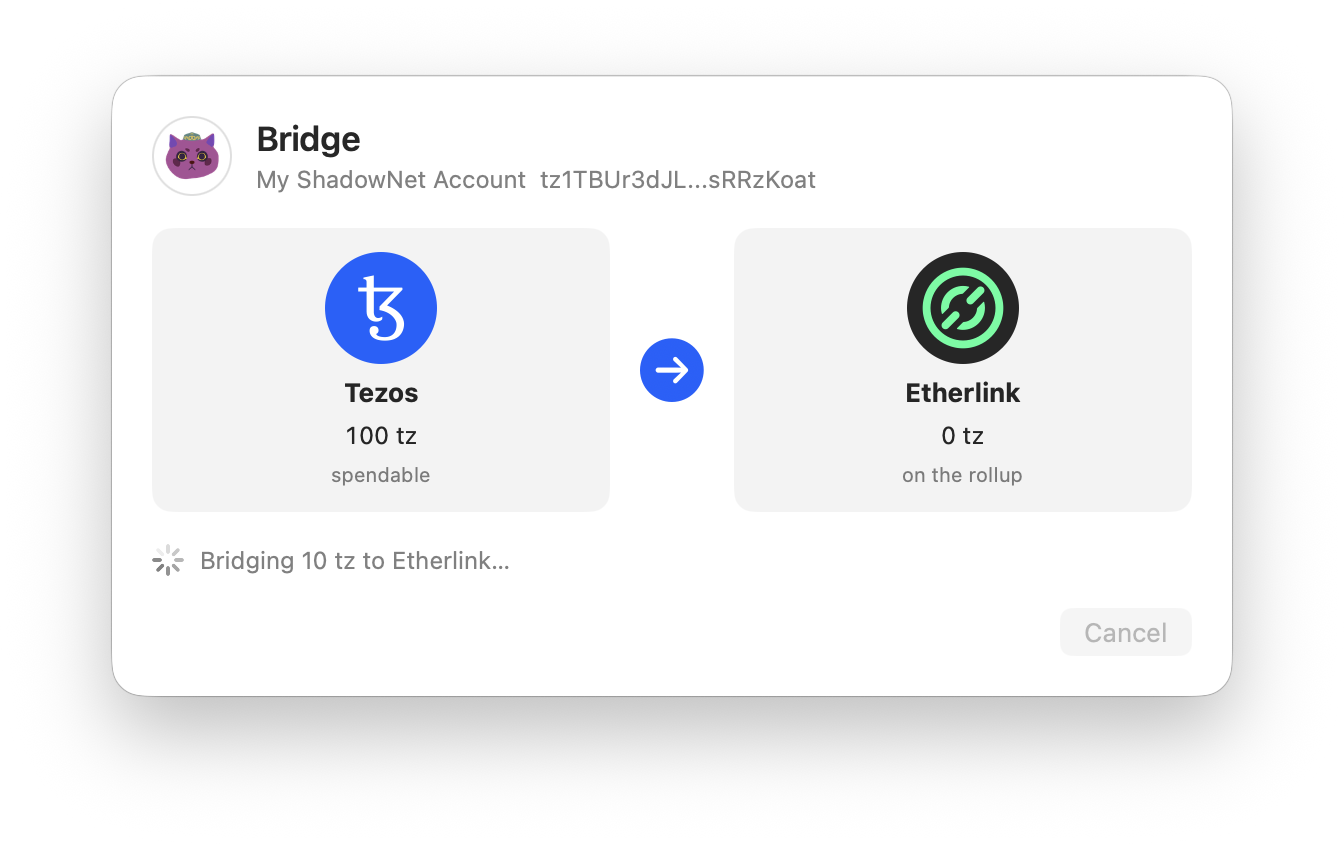 Bridge
My ShadowNet Account tz1TBUr3dJL...sRRzKoat
Tezos
100 tz
spendable
Etherlink
0 tz
on the rollup
Bridging 10 tz to Etherlink...
Cancel